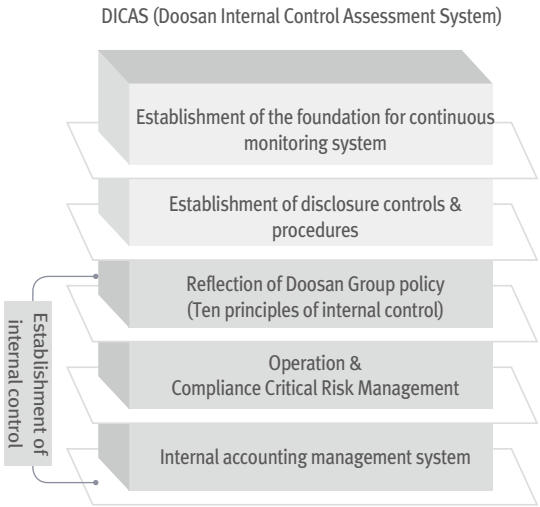 DICAS (Doosan Internal Control Assessment System)
Establishment of the foundation for continuous
monitoring system
Establishment of disclosure controls &
procedures
Reflection of Doosan Group policy
(Ten principles of internal control)
Operation &
Compliance Critical Risk Management
Internal accounting management system
Establishment of
internal control